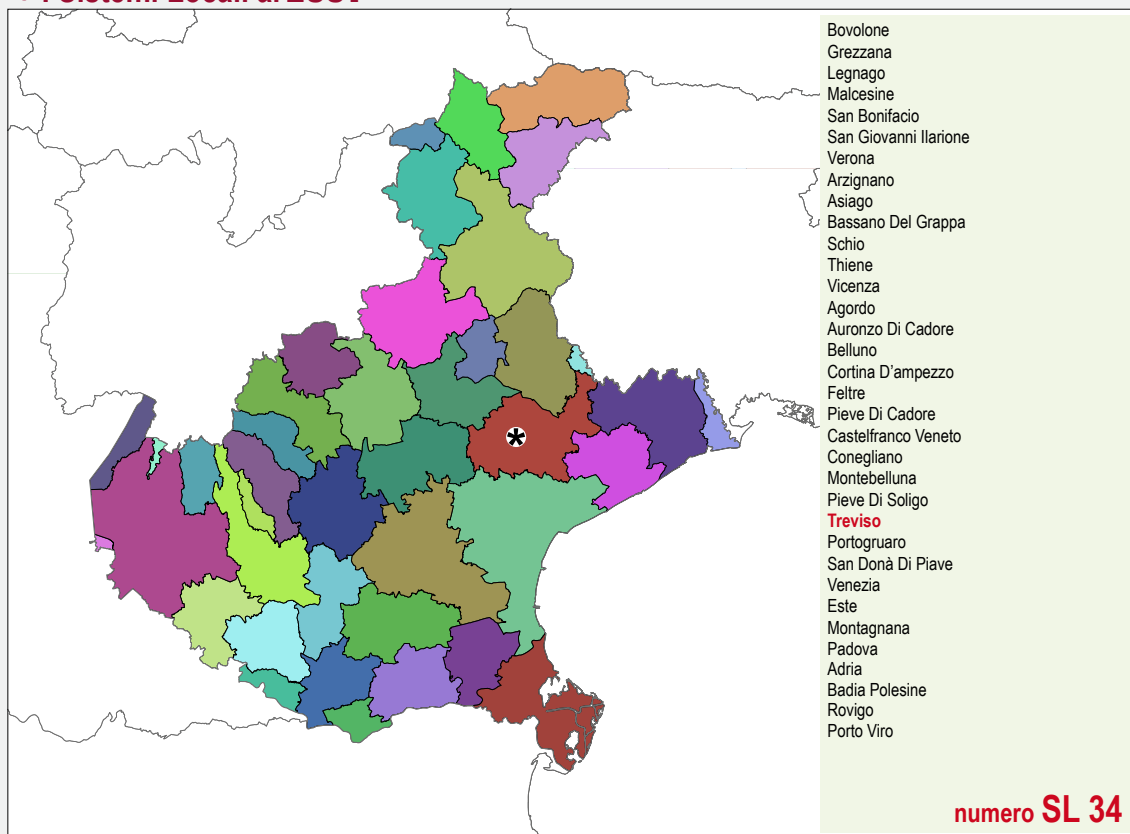 Bovolone
Grezzana
Legnago
Malcesine
San Bonifacio
San Giovanni Ilarione
Verona
Arzignano
Asiago
Bassano Del Grappa
Schio
Thiene
Vicenza
Agordo
Auronzo Di Cadore
Belluno
Cortina D'ampezzo
Feltre
Pieve Di Cadore
Castelfranco Veneto
Conegliano
Montebelluna
Pieve Di Soligo
Treviso
Portogruaro
San Donà Di Piave
Venezia
Este
Montagnana
Padova
Adria
Badia Polesine
Rovigo
Porto Viro
numero SL 34